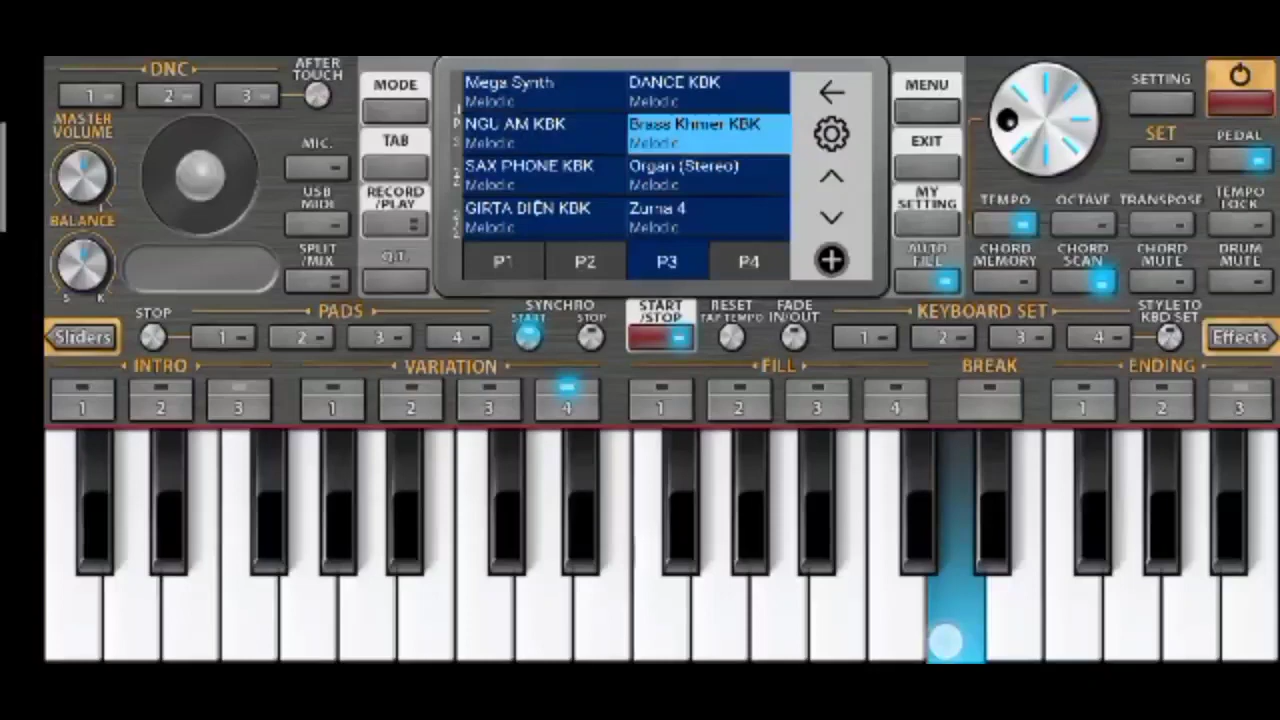 DNC
AFTER
TOUCH
1
2
3
MASTER
VOLUME
BALANCE
S K
MIC.
USB
MIDI
SPLIT
/MIX
MODE
TAB
RECORD
/PLAY
Q.T.
Mega Synth
Melodic
DANCE KBK
Melodic
NGU AM KBK
Melodic
Brass Khmer KBK
Melodic
SAX PHONE KBK
Melodic
Organ (Stereo)
Melodic
GIRTA DIỆN KBK
Melodic
Zurna 4
Melodic
P1
P2
P3
P4
MENU
EXIT
MY
SETTING
AUTO
FILL
SETTING
SET
PEDAL
TEMPO
OCTAVE
TRANSPOSE
TEMPO
LOCK
CHORD
MEMORY
CHORD
SCAN
CHORD
MUTE
DRUM
MUTE
Sliders
STOP
PADS
1
2
3
4
SYNCHRO
START
STOP
START
/STOP
RESET
TAP TEMPO
FADE
IN/OUT
KEYBOARD SET
1
2
3
4
STYLE TO
KBD SET
Effects
INTRO
1
2
3
VARIATION
1
2
3
4
FILL
1
2
3
4
BREAK
ENDING
1
2
3